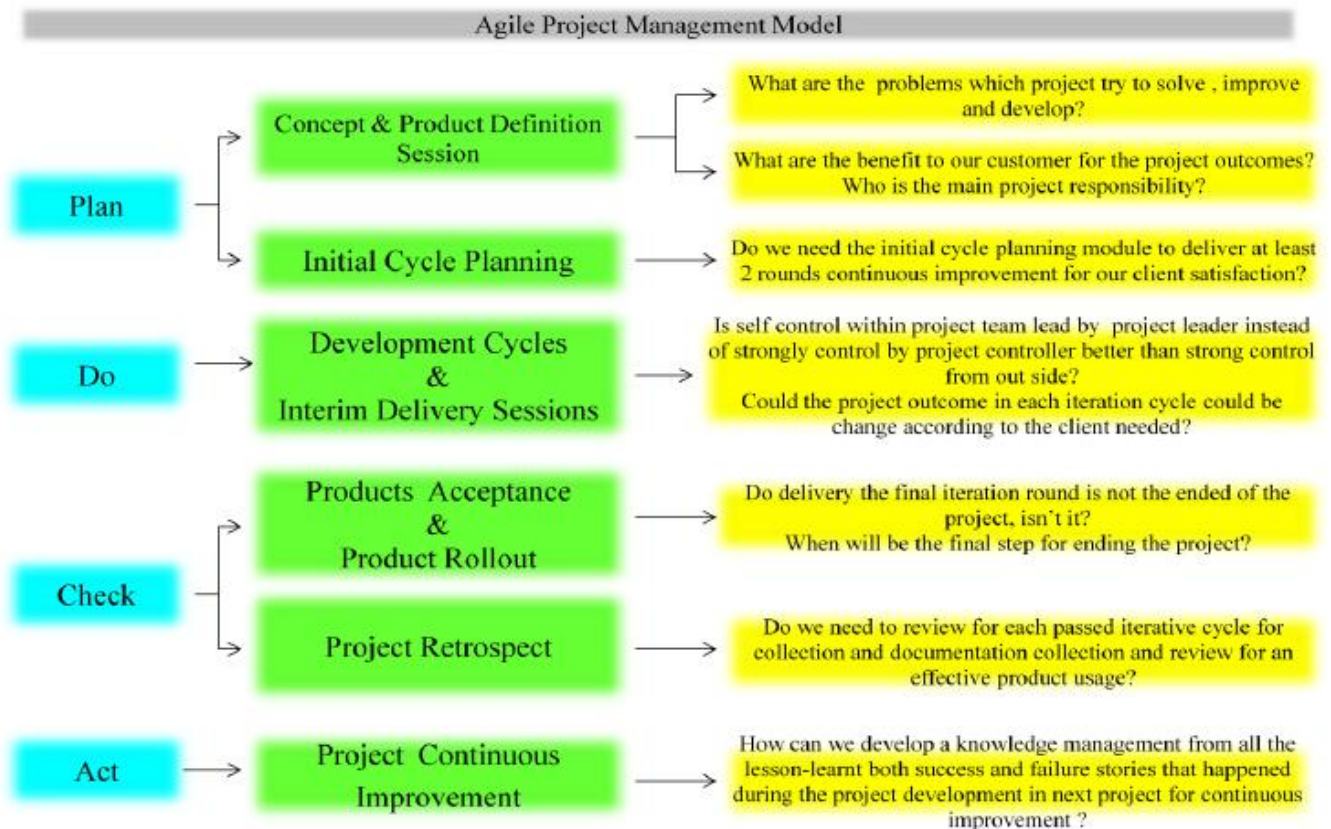 Agile Project Management Model
Plan
Concept & Product Definition
Session
What are the problems which project try to solve , improve
and develop?
What are the benefit to our customer for the project outcomes?
Who is the main project responsibility?
Initial Cycle Planning
Do we need the initial cycle planning module to deliver at least
2 rounds continuous improvement for our client satisfaction?
Do
Development Cycles
&
Interim Delivery Sessions
Is self control within project team lead by project leader instead
of strongly control by project controller better than strong control
from out side?
Could the project outcome in each iteration cycle could be
change according to the client needed?
Check
Products Acceptance
&
Product Rollout
Do delivery the final iteration round is not the ended of the
project, isn't it?
When will be the final step for ending the project?
Project Retrospect
Do we need to review for each passed iterative cycle for
collection and documentation collection and review for an
effective product usage?
Act
Project Continuous
Improvement
How can we develop a knowledge management from all the
lesson-learnt both success and failure stories that happened
during the project development in next project for continuous
improvement ?